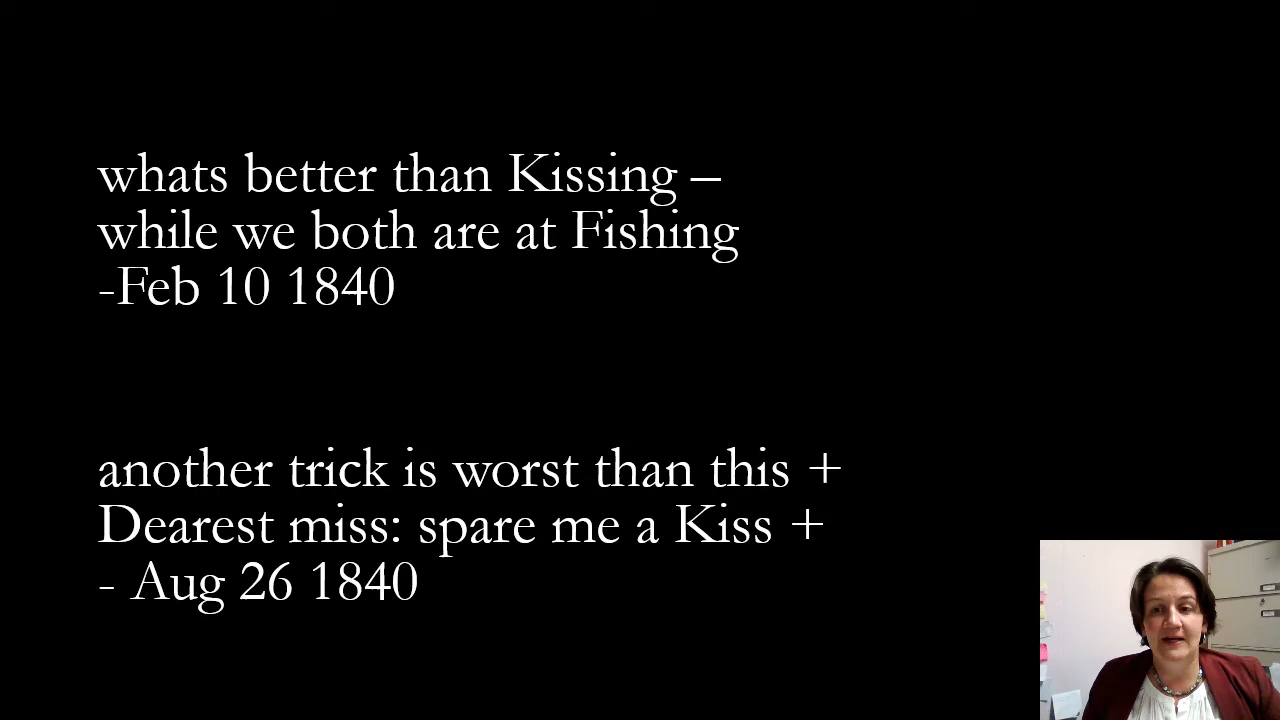 whats better than Kissing –
while we both are at Fishing
-Feb 10 1840
another trick is worst than this +
Dearest miss: spare me a Kiss +
- Aug 26 1840